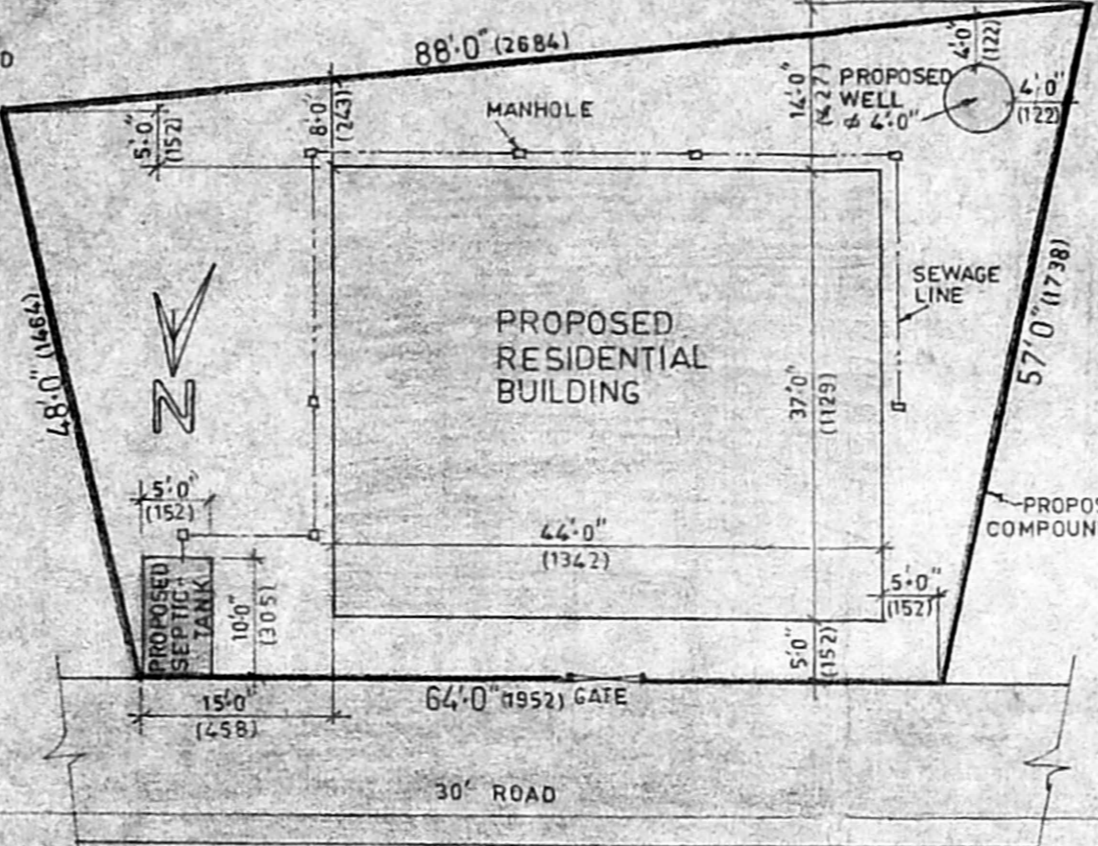 D
88'-0" (2684)
5'-0"
(152)
8'-0"
(243)
MANHOLE
14'-0"
(427)
PROPOSED
WELL
⌀ 4'-0"
4'-0"
(122)
4'-0"
(122)
48'-0" (1464)
N
PROPOSED
RESIDENTIAL
BUILDING
SEWAGE
LINE
37'-0"
(1129)
57'0" (1738)
5'-0"
(152)
44'-0"
(1342)
PROPOS
COMPOUN
PROPOSED
SEPTIC-
TANK
10'-0"
(305)
5'-0"
(152)
5'-0"
(152)
15'-0"
(458)
64'-0" (1952) GATE
30' ROAD